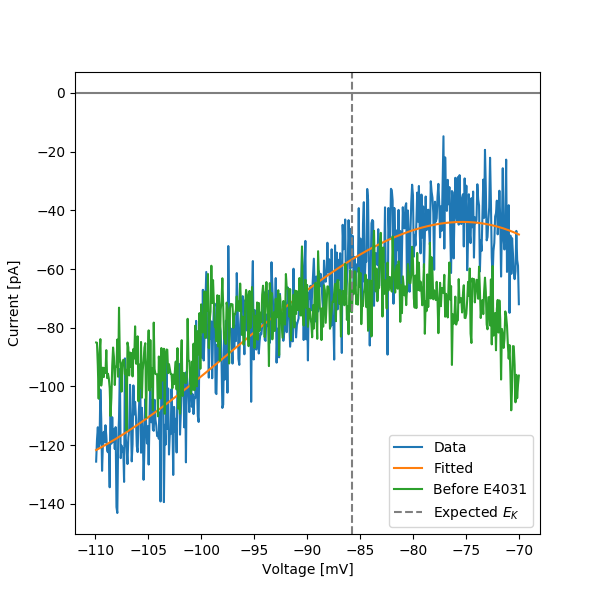 0
−20
−40
−60
−80
−100
−120
−140
Current [pA]
−110 −105 −100 −95 −90 −85 −80 −75 −70
Voltage [mV]
Data
Fitted
Before E4031
Expected E_K